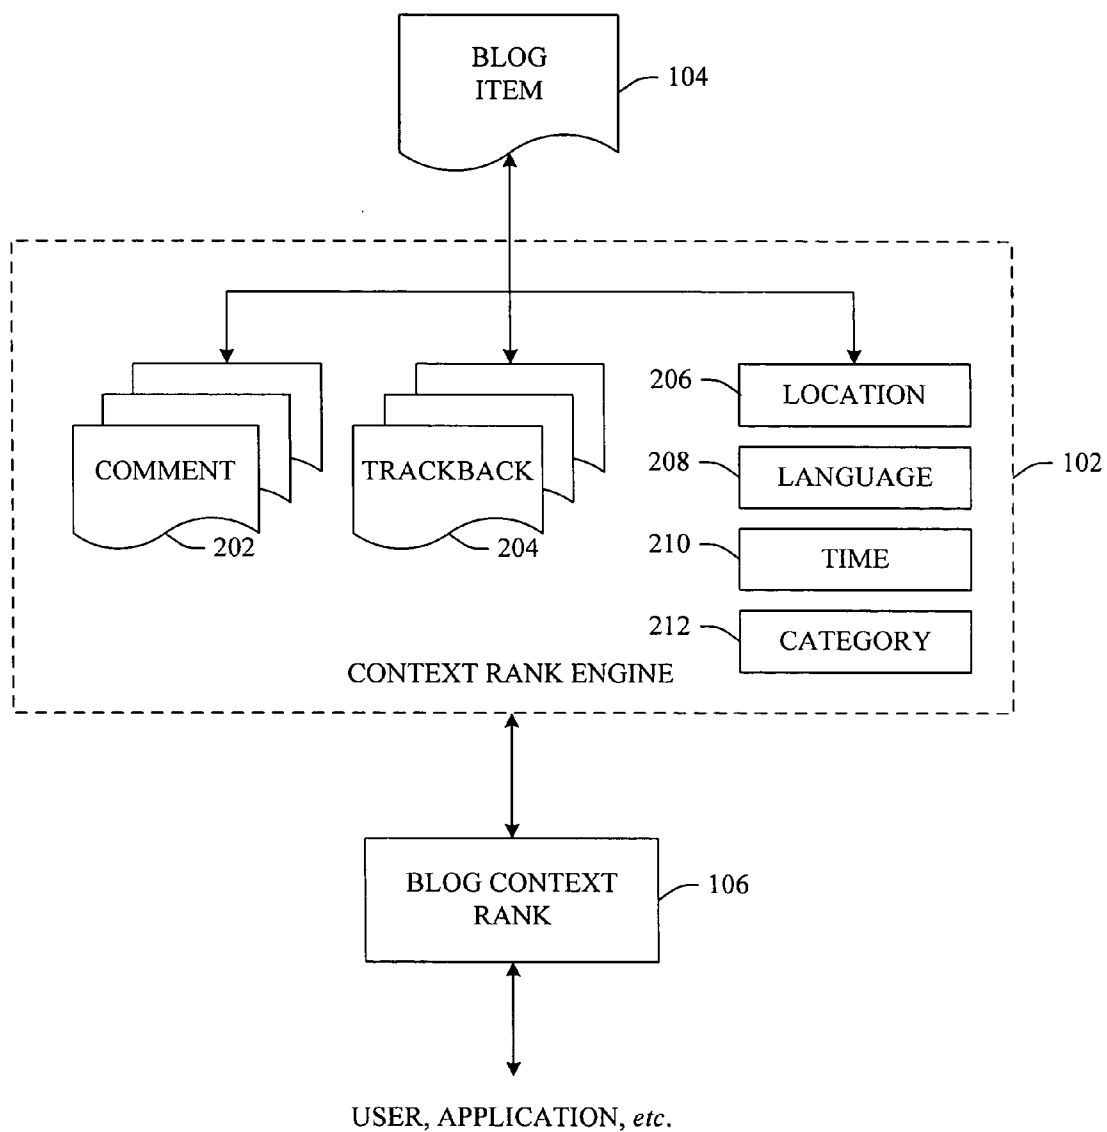 BLOG
ITEM
104
206
LOCATION
COMMENT
TRACKBACK
208
LANGUAGE
102
202
204
210
TIME
212
CATEGORY
CONTEXT RANK ENGINE
BLOG CONTEXT
RANK
106
USER, APPLICATION, etc.